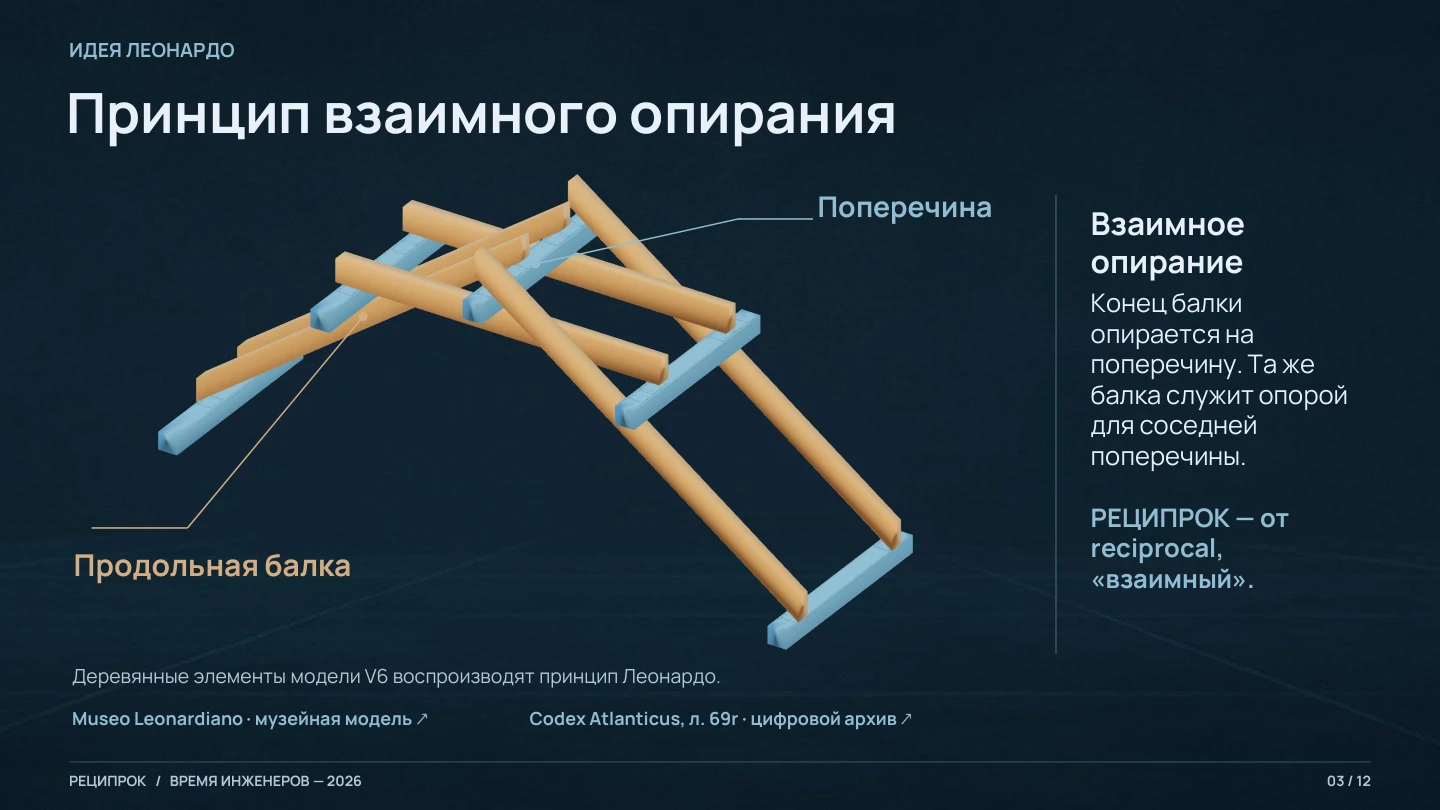 ИДЕЯ ЛЕОНАРДО
Принцип взаимного опирания
Поперечина
Продольная балка
Взаимное
опирание
Конец балки
опирается на
поперечину. Та же
балка служит опорой
для соседней
поперечины.
РЕЦИПРОК — от
reciprocal,
«взаимный».
Деревянные элементы модели V6 воспроизводят принцип Леонардо.
Museo Leonardiano · музейная модель ↗
Codex Atlanticus, л. 69r · цифровой архив ↗
РЕЦИПРОК / ВРЕМЯ ИНЖЕНЕРОВ — 2026
03 / 12